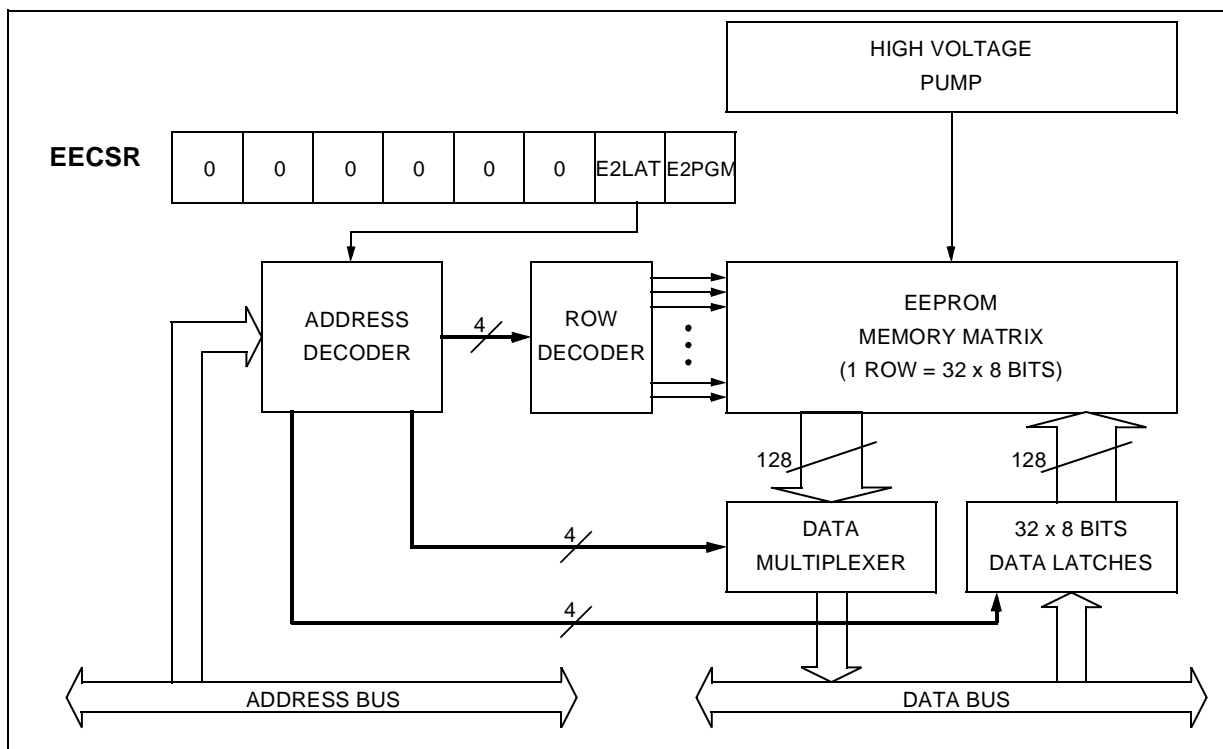 HIGH VOLTAGE
PUMP
EECSR
0 0 0 0 0 0 E2LAT E2PGM
ADDRESS
DECODER
4
ROW
DECODER
EEPROM
MEMORY MATRIX
(1 ROW = 32 x 8 BITS)
128
128
4
DATA
MULTIPLEXER
32 x 8 BITS
DATA LATCHES
4
ADDRESS BUS
DATA BUS